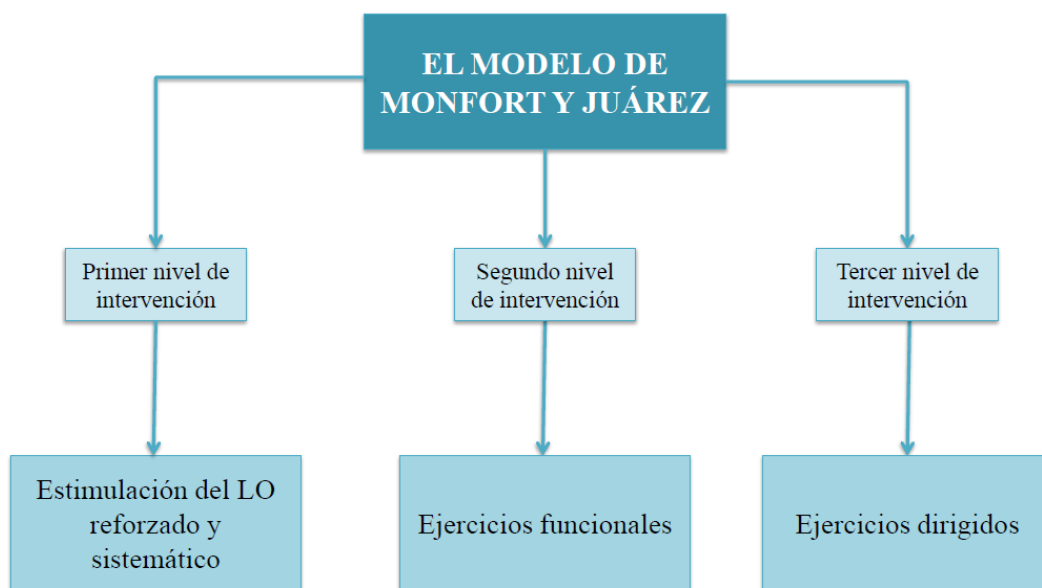 EL MODELO DE
MONFORT Y JUÁREZ
Primer nivel de
intervención
Segundo nivel
de intervención
Tercer nivel de
intervención
Estimulación del LO
reforzado y
sistemático
Ejercicios funcionales
Ejercicios dirigidos